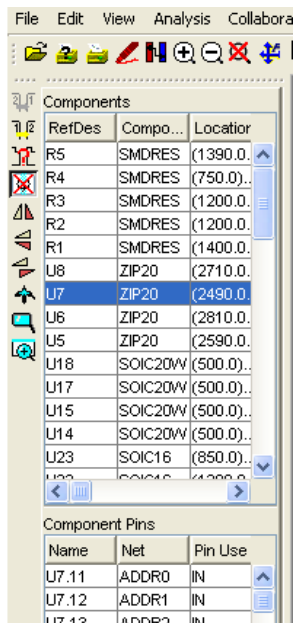 File Edit View Analysis Collabora
Components
RefDes Compo... Location
R5 SMDRES (1390.0.
R4 SMDRES (750.0)..
R3 SMDRES (1200.0.
R2 SMDRES (1200.0.
R1 SMDRES (1400.0.
U8 ZIP20 (2710.0.
U7 ZIP20 (2490.0.
U6 ZIP20 (2810.0.
U5 ZIP20 (2590.0.
U18 SOIC20W (500.0)..
U17 SOIC20W (500.0)..
U15 SOIC20W (500.0)..
U14 SOIC20W (500.0)..
U23 SOIC16 (850.0)..
Component Pins
Name Net Pin Use
U7.11 ADDR0 IN
U7.12 ADDR1 IN
U7.13 ADDR2 IN